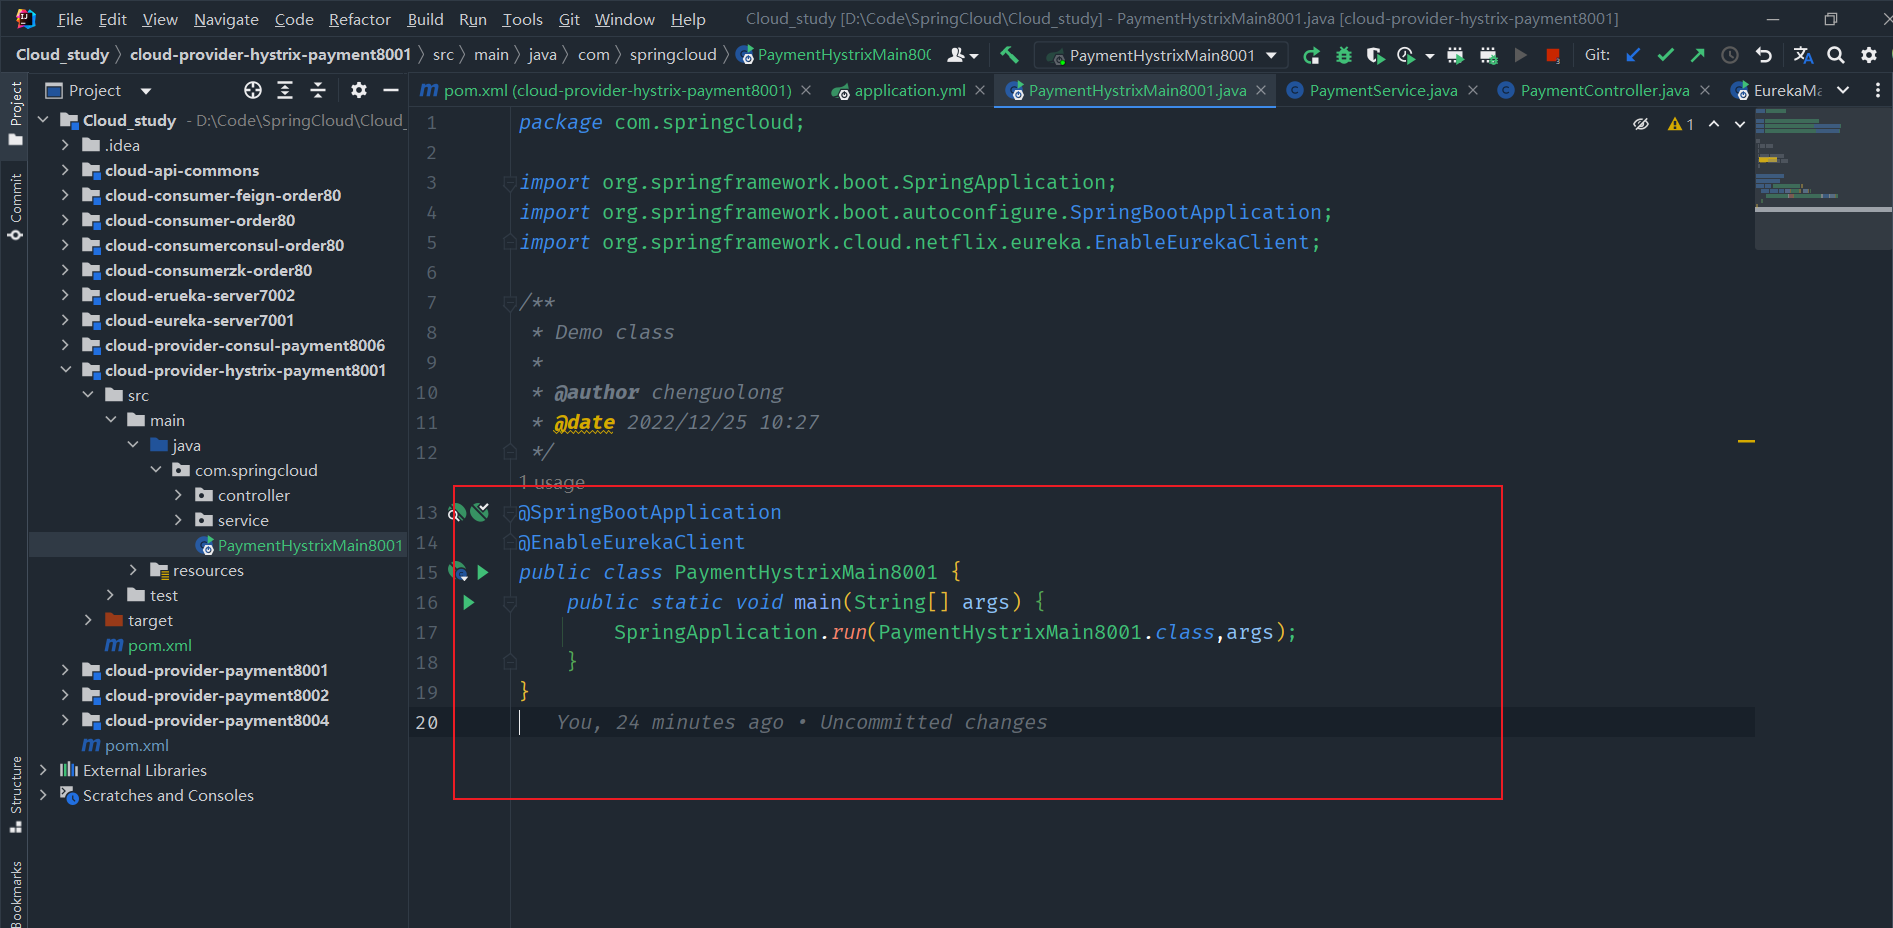 File Edit View Navigate Code Refactor Build Run Tools Git Window Help Cloud_study [D:\Code\SpringCloud\Cloud_study] - PaymentHystrixMain8001.java [cloud-provider-hystrix-payment8001]
Cloud_study cloud-provider-hystrix-payment8001 src main java com springcloud PaymentHystrixMain800 PaymentHystrixMain8001 Git:
Project
pom.xml (cloud-provider-hystrix-payment8001) application.yml PaymentHystrixMain8001.java PaymentService.java PaymentController.java EurekaMa
Project
Commit
Structure
Bookmarks
Cloud_study - D:\Code\SpringCloud\Cloud_
.idea
cloud-api-commons
cloud-consumer-feign-order80
cloud-consumer-order80
cloud-consumerconsul-order80
cloud-consumerzk-order80
cloud-erueka-server7002
cloud-eureka-server7001
cloud-provider-consul-payment8006
cloud-provider-hystrix-payment8001
src
main
java
com.springcloud
controller
service
PaymentHystrixMain8001
resources
test
target
pom.xml
cloud-provider-payment8001
cloud-provider-payment8002
cloud-provider-payment8004
pom.xml
External Libraries
Scratches and Consoles
1 package com.springcloud;
2
3 import org.springframework.boot.SpringApplication;
4 import org.springframework.boot.autoconfigure.SpringBootApplication;
5 import org.springframework.cloud.netflix.eureka.EnableEurekaClient;
6
7 /**
8 * Demo class
9 *
10 * @author chenguolong
11 * @date 2022/12/25 10:27
12 */
1 usage
13 @SpringBootApplication
14 @EnableEurekaClient
15 public class PaymentHystrixMain8001 {
16 public static void main(String[] args) {
17 SpringApplication.run(PaymentHystrixMain8001.class,args);
18 }
19 }
20 You, 24 minutes ago • Uncommitted changes
1